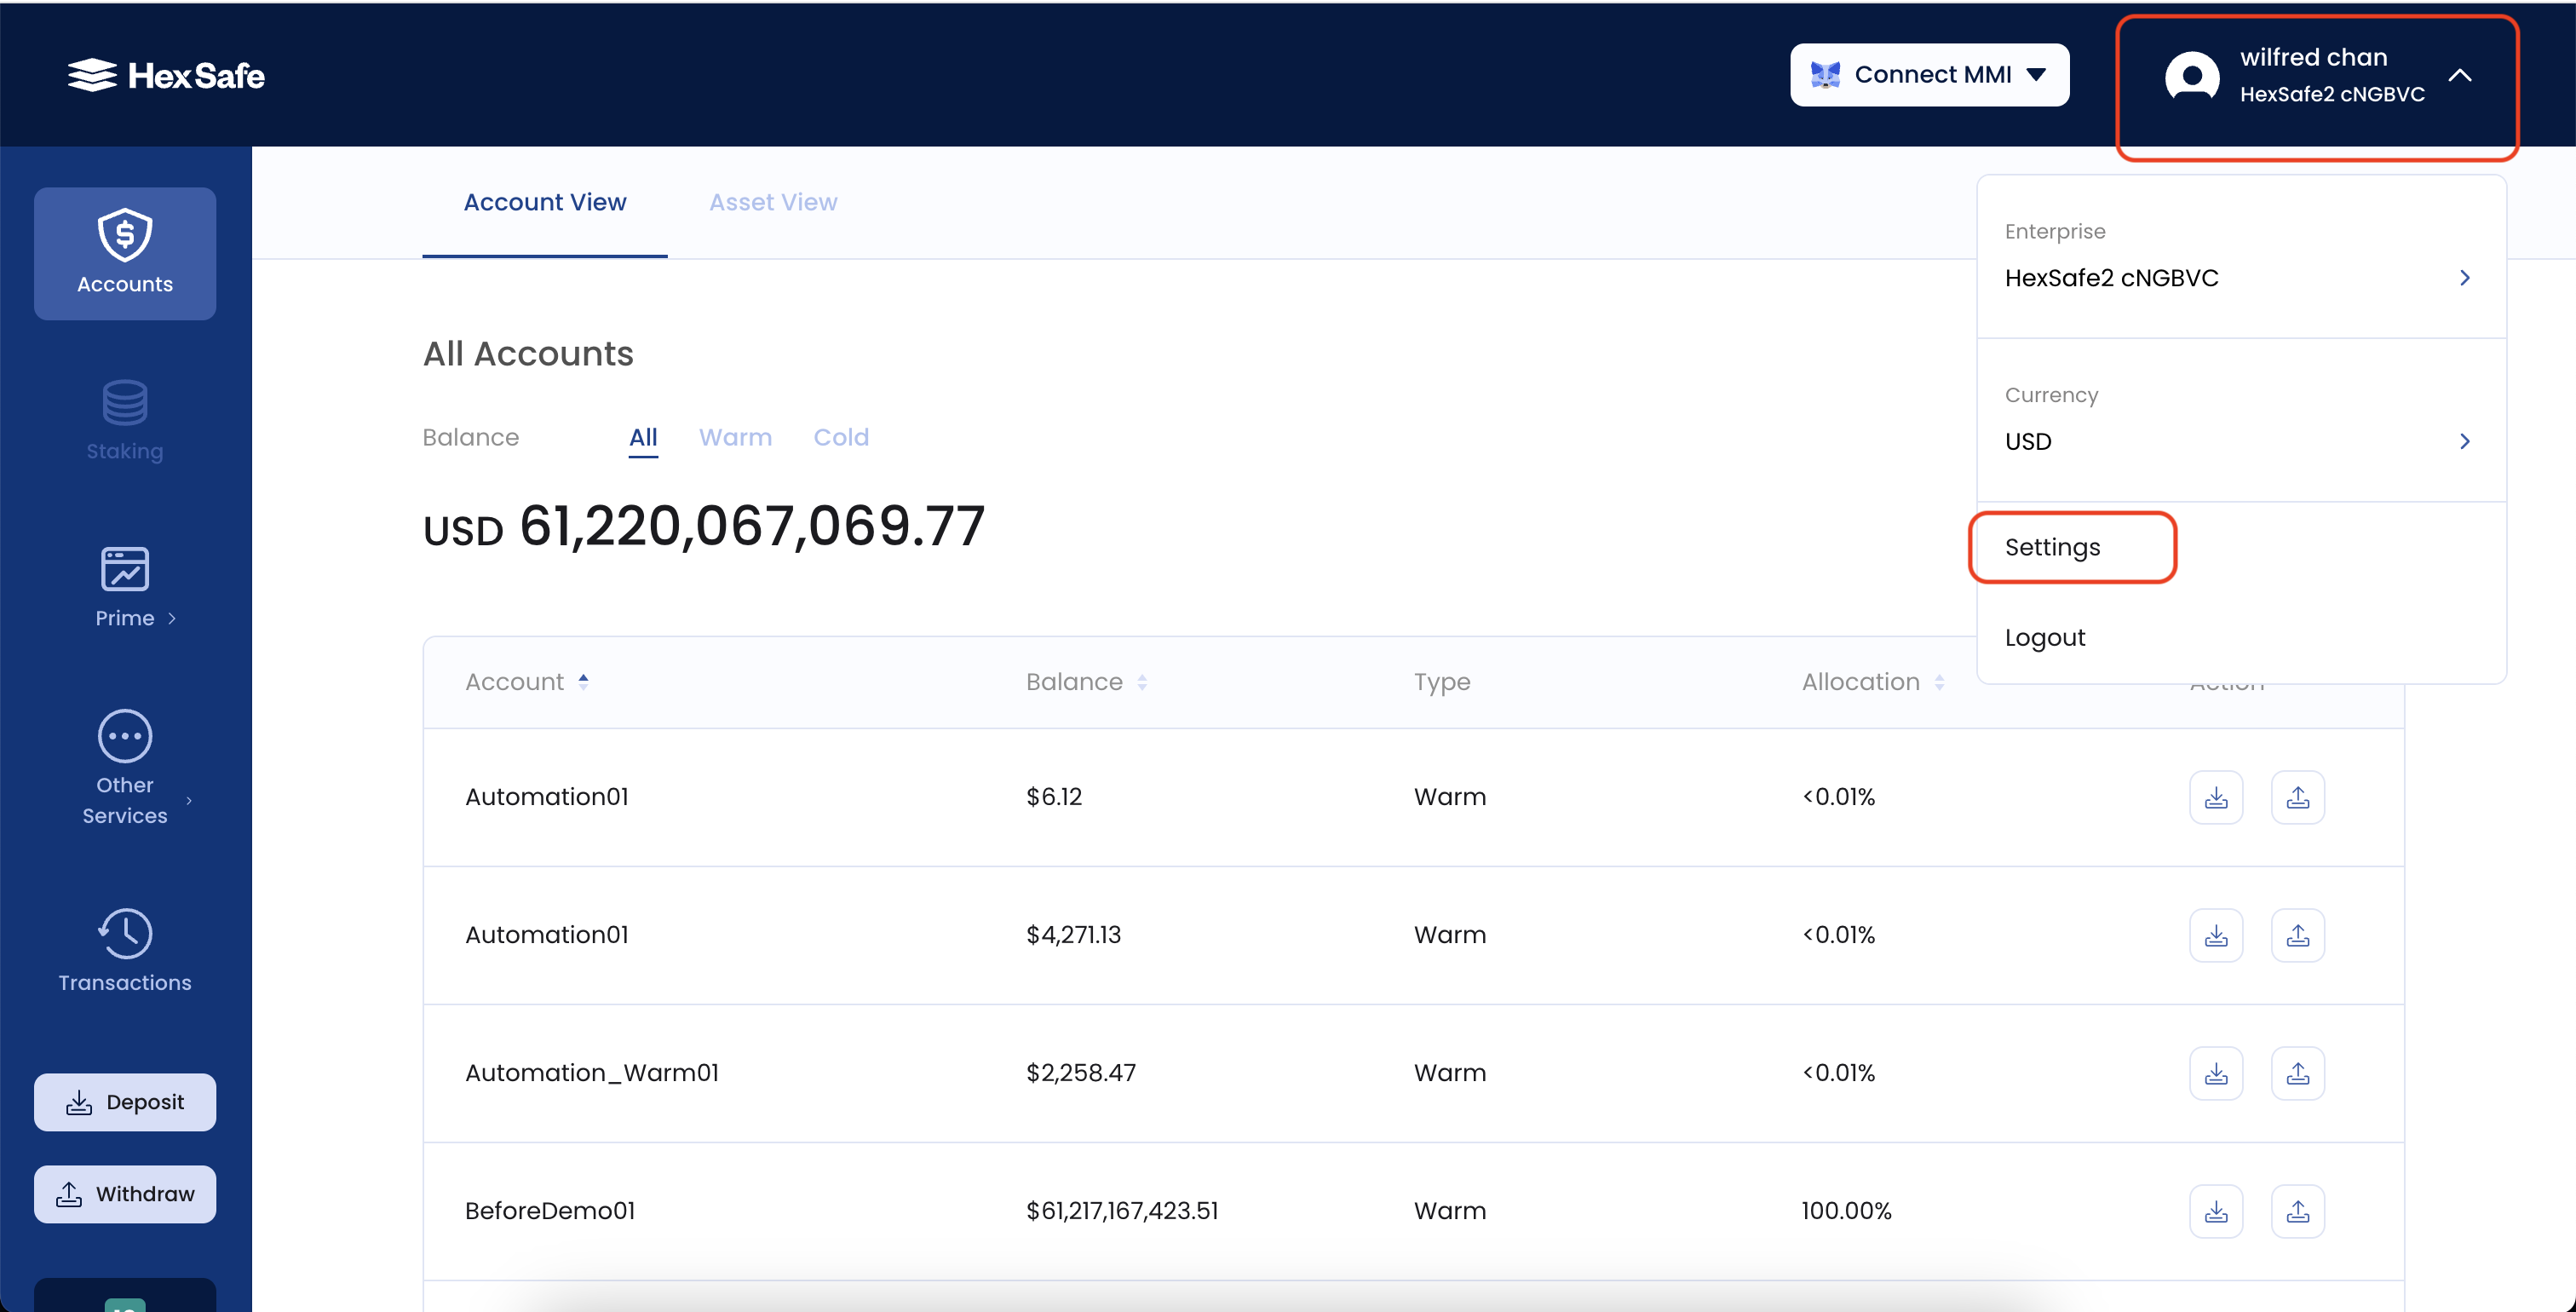 HexSafe
Connect MMI
wilfred chan
HexSafe2 cNGBVC
Accounts
Staking
Prime
Other
Services
Transactions
Deposit
Withdraw
Account View
Asset View
Enterprise
HexSafe2 cNGBVC
Currency
USD
Settings
Logout
All Accounts
Balance All Warm Cold
USD 61,220,067,069.77
Account Balance Type Allocation Action
Automation01 $6.12 Warm <0.01%
Automation01 $4,271.13 Warm <0.01%
Automation_Warm01 $2,258.47 Warm <0.01%
BeforeDemo01 $61,217,167,423.51 Warm 100.00%